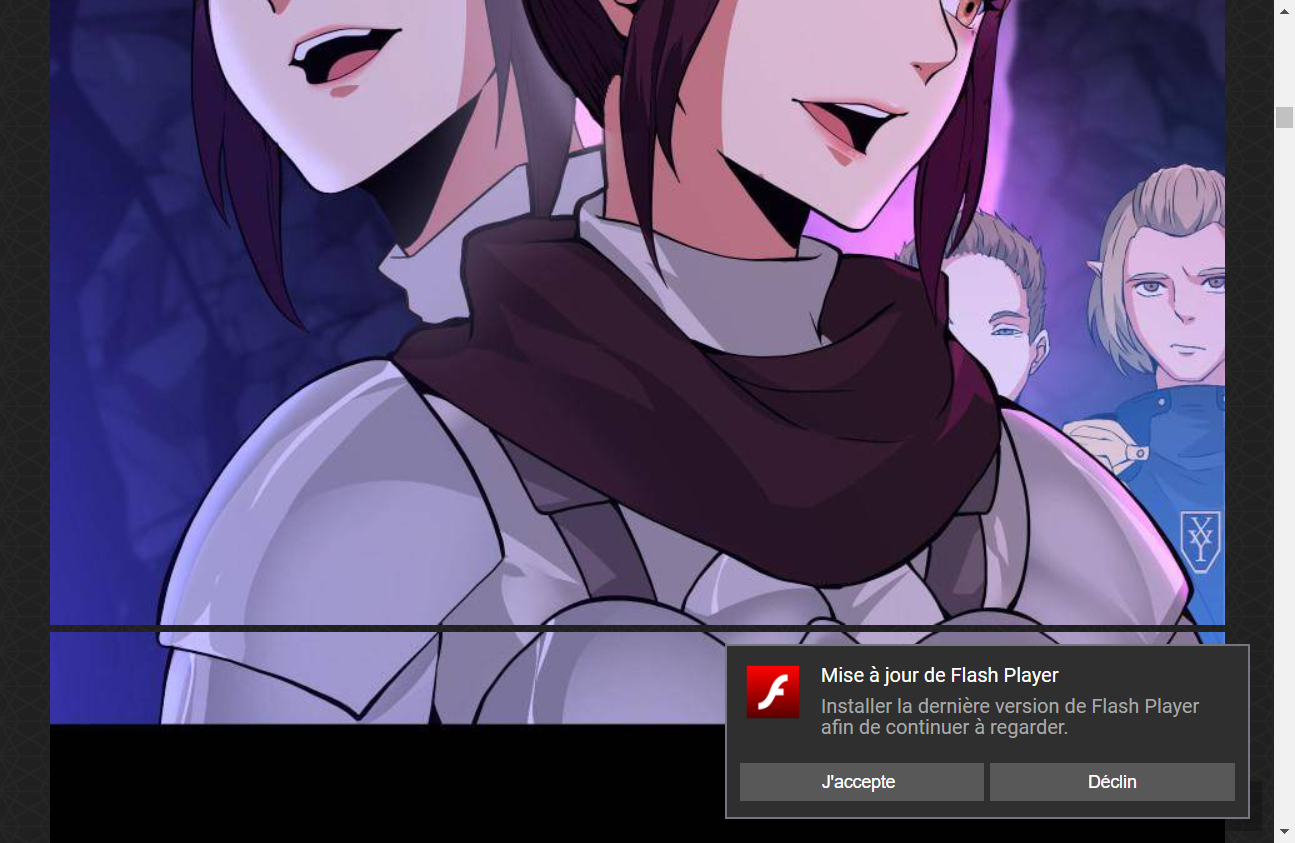 Mise à jour de Flash Player
Installer la dernière version de Flash Player
afin de continuer à regarder.
J'accepte
Déclin